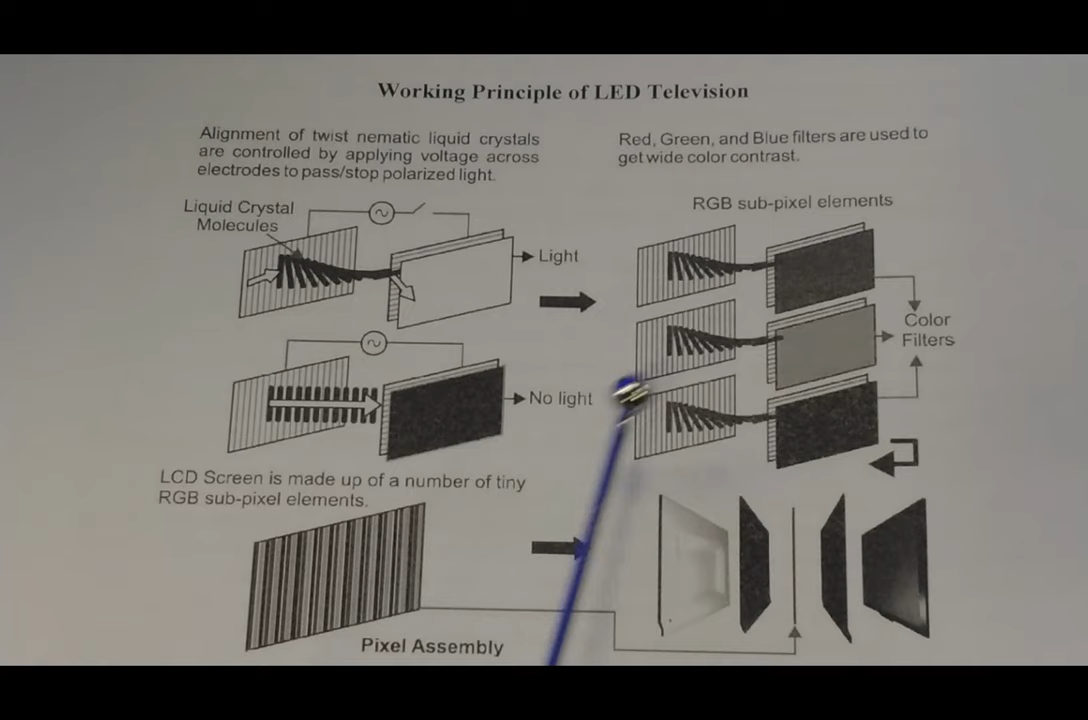 Working Principle of LED Television
Alignment of twist nematic liquid crystals
are controlled by applying voltage across
electrodes to pass/stop polarized light.
Liquid Crystal
Molecules
Light
No light
Red, Green, and Blue filters are used to
get wide color contrast.
RGB sub-pixel elements
Color
Filters
LCD Screen is made up of a number of tiny
RGB sub-pixel elements.
Pixel Assembly